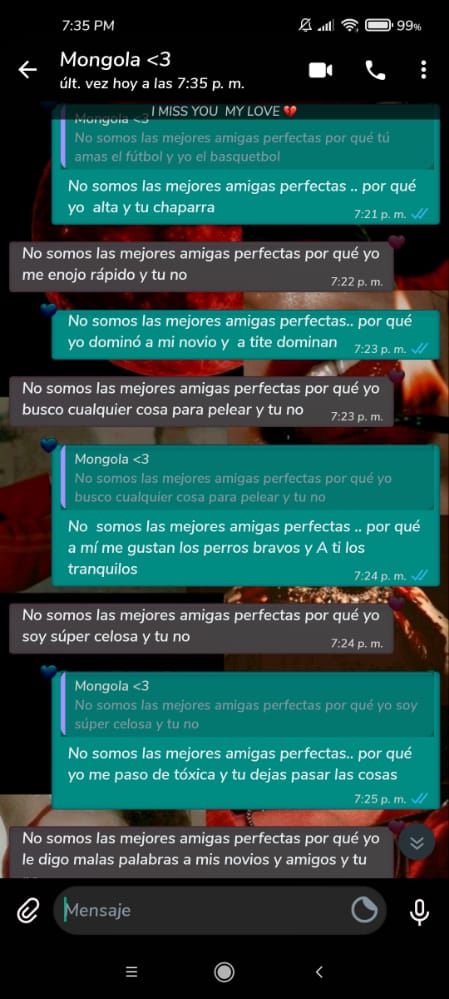 7:35 PM
99%
Mongola <3
últ. vez hoy a las 7:35 p. m.
I MISS YOU MY LOVE 💔
Mongola <3
No somos las mejores amigas perfectas por qué tú
amas el fútbol y yo el basquetbol
No somos las mejores amigas perfectas .. por qué
yo alta y tu chaparra
7:21 p. m.
No somos las mejores amigas perfectas por qué yo
me enojo rápido y tu no
7:22 p. m.
No somos las mejores amigas perfectas.. por qué
yo dominó a mi novio y a tite dominan
7:23 p. m.
No somos las mejores amigas perfectas por qué yo
busco cualquier cosa para pelear y tu no
7:23 p. m.
Mongola <3
No somos las mejores amigas perfectas por qué yo
busco cualquier cosa para pelear y tu no
No somos las mejores amigas perfectas .. por qué
a mí me gustan los perros bravos y A ti los
tranquilos
7:24 p. m.
No somos las mejores amigas perfectas por qué yo
soy súper celosa y tu no
7:24 p. m.
Mongola <3
No somos las mejores amigas perfectas por qué yo soy
súper celosa y tu no
No somos las mejores amigas perfectas.. por qué
yo me paso de tóxica y tu dejas pasar las cosas
7:25 p. m.
No somos las mejores amigas perfectas por qué yo
le digo malas palabras a mis novios y amigos y tu
Mensaje